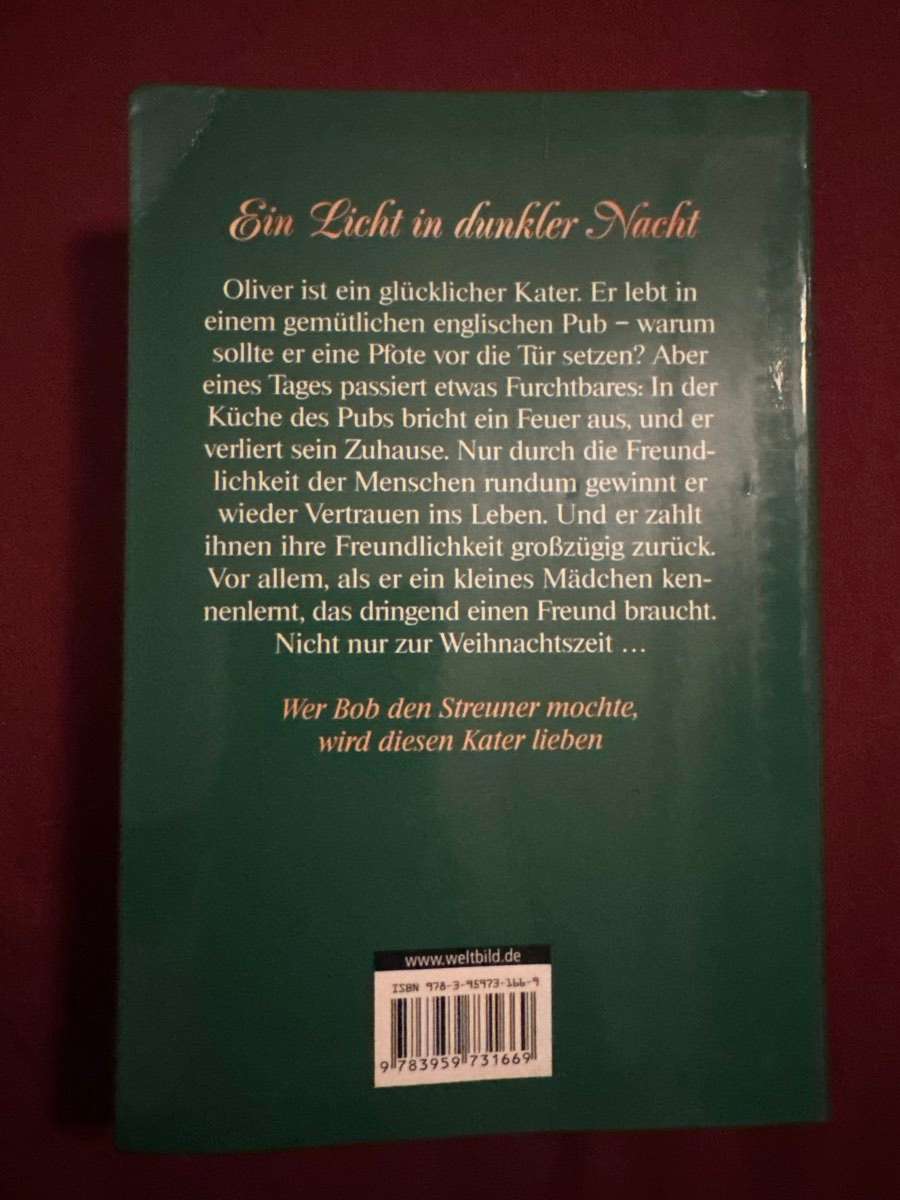 Ein Licht in dunkler Nacht
Oliver ist ein glücklicher Kater. Er lebt in
einem gemütlichen englischen Pub – warum
sollte er eine Pfote vor die Tür setzen? Aber
eines Tages passiert etwas Furchtbares: In der
Küche des Pubs bricht ein Feuer aus, und er
verliert sein Zuhause. Nur durch die Freund-
lichkeit der Menschen rundum gewinnt er
wieder Vertrauen ins Leben. Und er zahlt
ihnen ihre Freundlichkeit großzügig zurück.
Vor allem, als er ein kleines Mädchen ken-
nenlernt, das dringend einen Freund braucht.
Nicht nur zur Weihnachtszeit …
Wer Bob den Streuner mochte,
wird diesen Kater lieben
www.weltbild.de
ISBN 978-3-95973-166-9
9 783959 731669